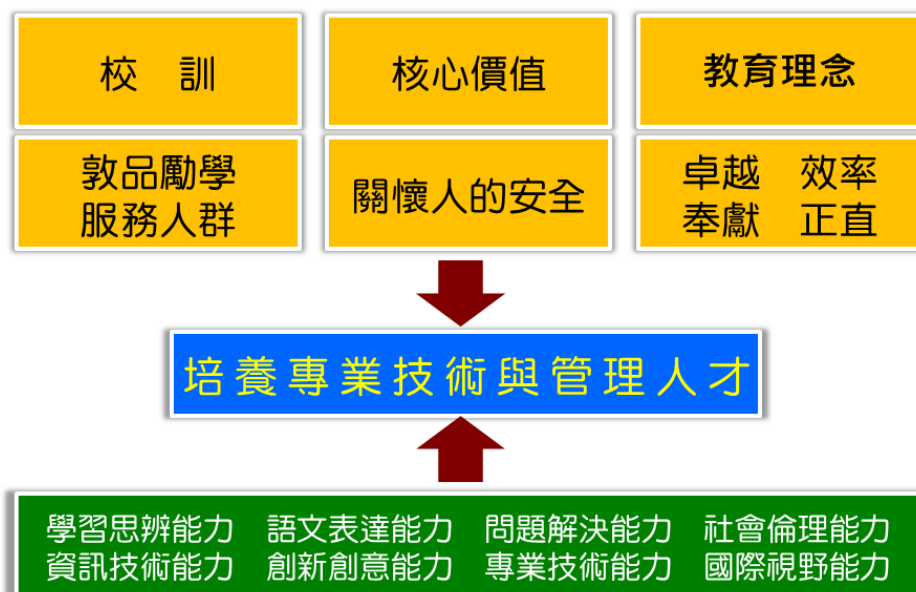 校 訓
核心價值
教育理念
敦品勵學
服務人群
關懷人的安全
卓越 效率
奉獻 正直
培養專業技術與管理人才
學習思辨能力 語文表達能力 問題解決能力 社會倫理能力
資訊技術能力 創新創意能力 專業技術能力 國際視野能力